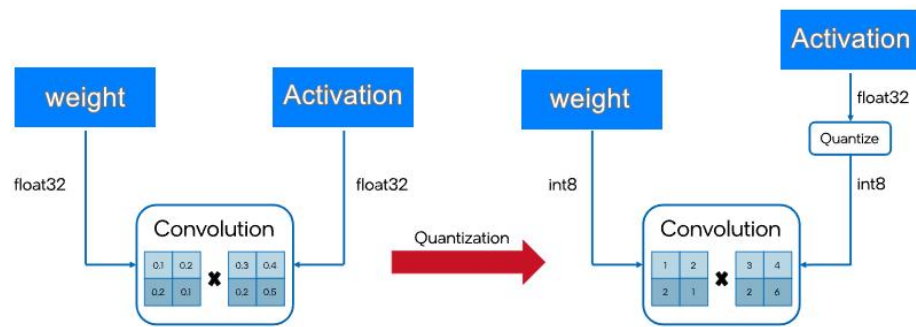 weight
Activation
float32
float32
Convolution
0.1 0.2
0.2 0.1
0.3 0.4
0.2 0.5
Quantization
weight
Activation
float32
Quantize
int8
int8
Convolution
1 2
2 1
3 4
2 6